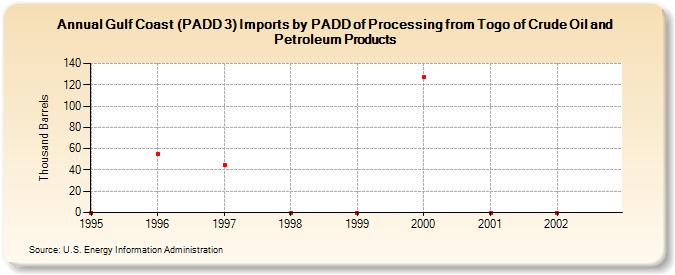 Annual Gulf Coast (PADD 3) Imports by PADD of Processing from Togo of Crude Oil and
Petroleum Products
Thousand Barrels
140
120
100
80
60
40
20
0
1995 1996 1997 1998 1999 2000 2001 2002
Source: U.S. Energy Information Administration